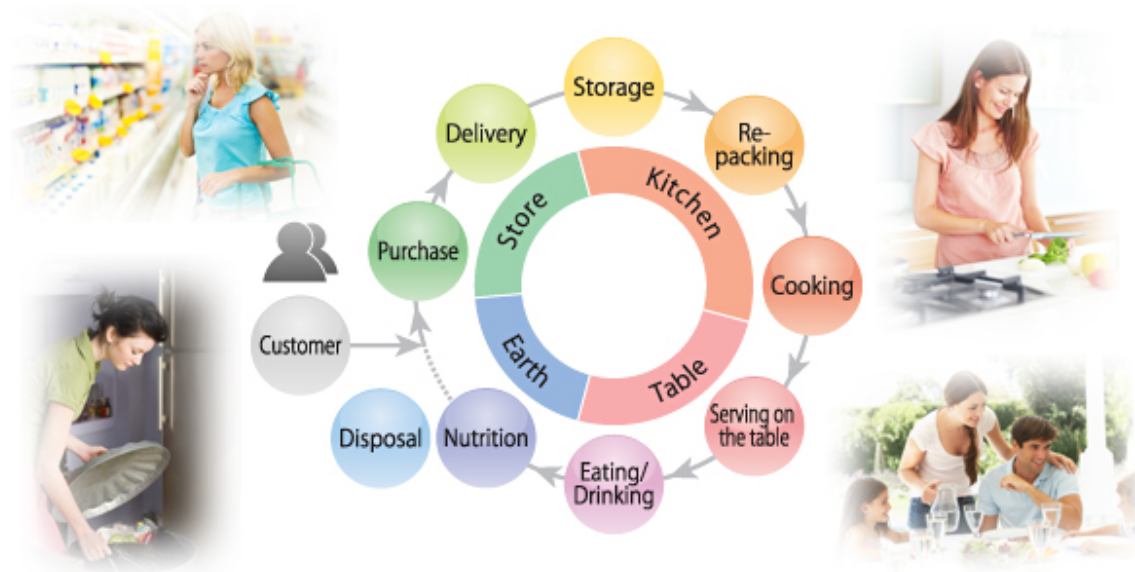 Storage
Delivery
Re-
packing
Kitchen
Store
Purchase
Cooking
Customer
Earth
Table
Serving on
the table
Disposal
Nutrition
Eating/
Drinking